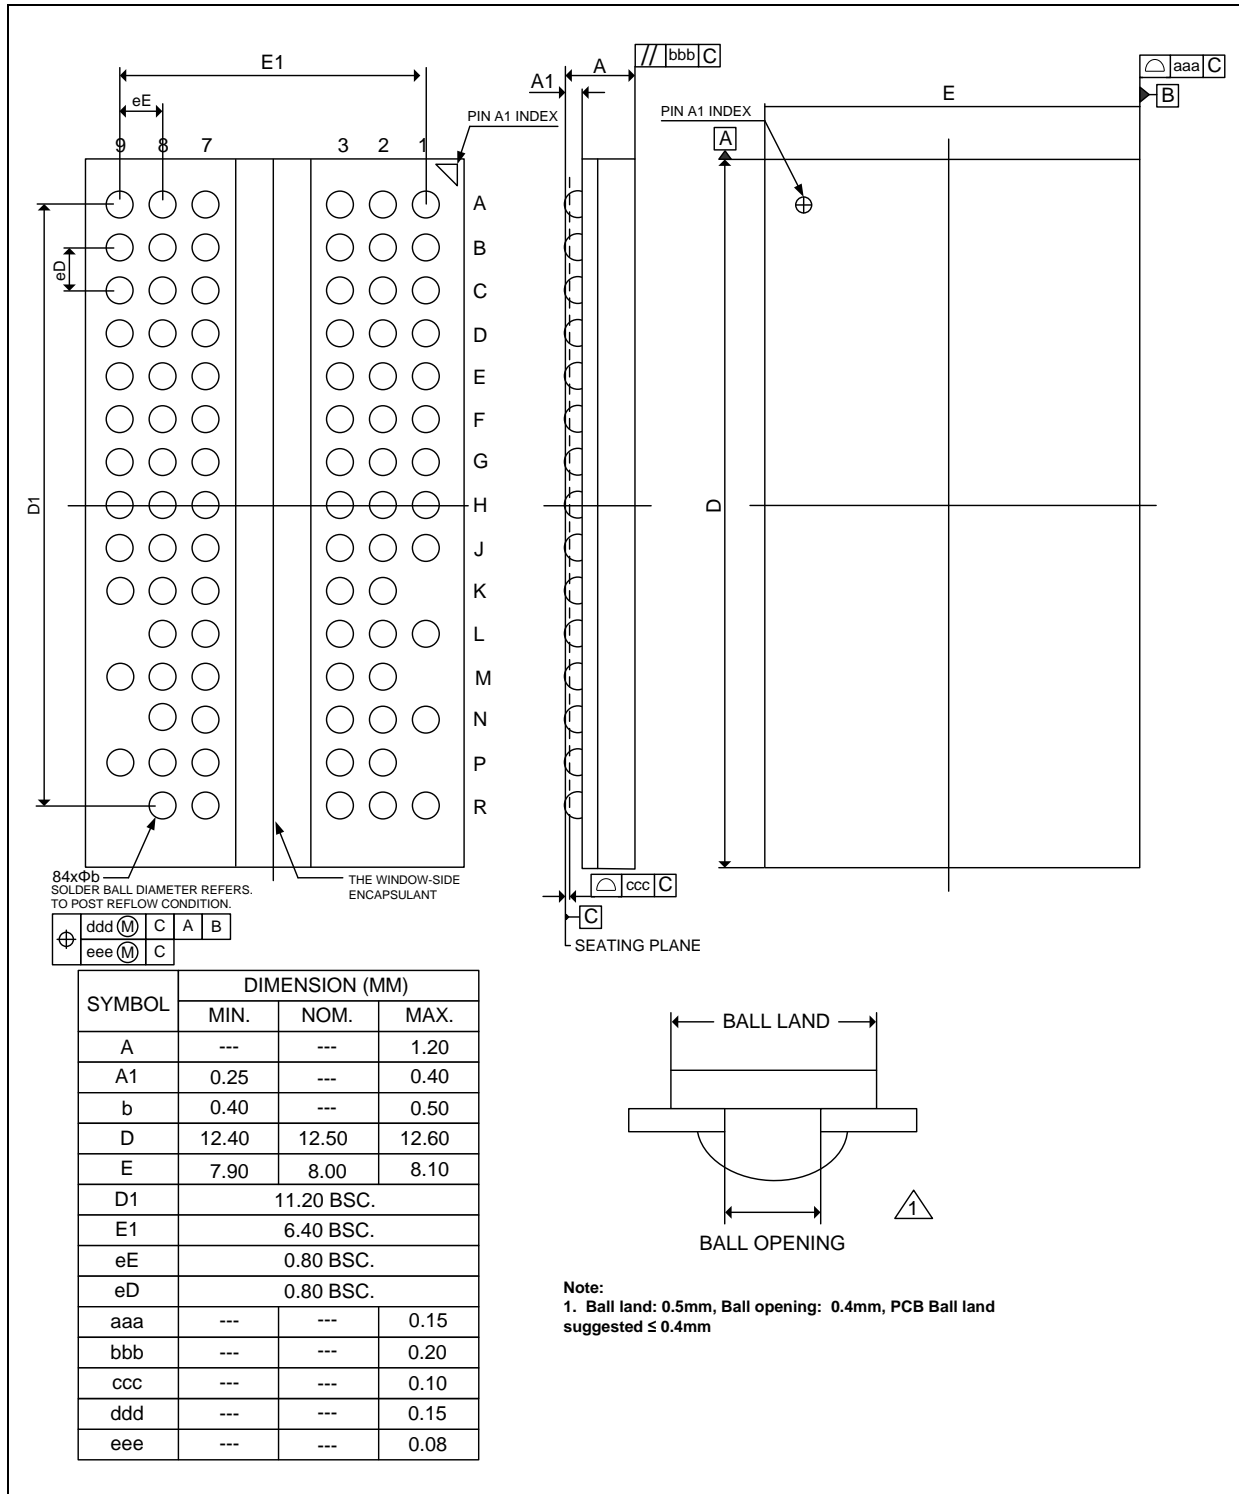 E1
eE
9 8 7 3 2 1
PIN A1 INDEX
A
B
C
D
E
F
G
H
J
K
L
M
N
P
R
eD
D1
84xΦb
SOLDER BALL DIAMETER REFERS.
TO POST REFLOW CONDITION.
ddd M C A B
eee M C
THE WINDOW-SIDE
ENCAPSULANT
A
A1
// bbb C
ccc C
C
SEATING PLANE
aaa C
B
E
PIN A1 INDEX
A
D
SYMBOL DIMENSION (MM)
MIN. NOM. MAX.
A --- --- 1.20
A1 0.25 --- 0.40
b 0.40 --- 0.50
D 12.40 12.50 12.60
E 7.90 8.00 8.10
D1 11.20 BSC.
E1 6.40 BSC.
eE 0.80 BSC.
eD 0.80 BSC.
aaa --- --- 0.15
bbb --- --- 0.20
ccc --- --- 0.10
ddd --- --- 0.15
eee --- --- 0.08
BALL LAND
1
BALL OPENING
Note:
1. Ball land: 0.5mm, Ball opening: 0.4mm, PCB Ball land
suggested ≤ 0.4mm